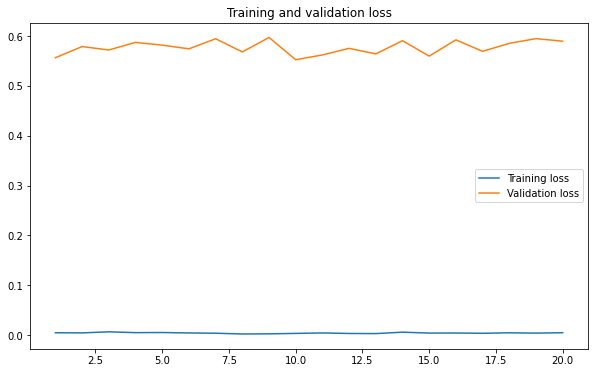 Training and validation loss
0.6
0.5
0.4
0.3
0.2
0.1
0.0
Training loss
Validation loss
2.5 5.0 7.5 10.0 12.5 15.0 17.5 20.0